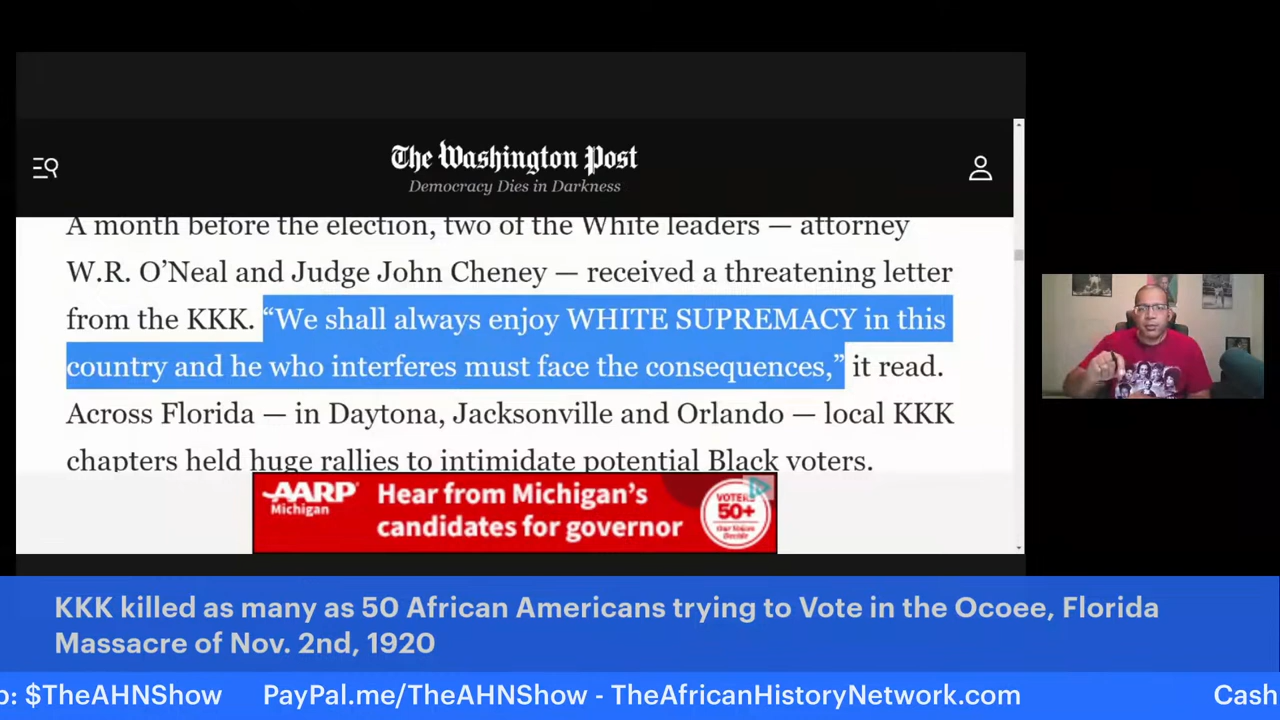 The Washington Post
Democracy Dies in Darkness
A month before the election, two of the White leaders — attorney
W.R. O’Neal and Judge John Cheney — received a threatening letter
from the KKK. “We shall always enjoy WHITE SUPREMACY in this
country and he who interferes must face the consequences,” it read.
Across Florida — in Daytona, Jacksonville and Orlando — local KKK
chapters held huge rallies to intimidate potential Black voters.
AARP
Michigan
Hear from Michigan’s
candidates for governor
VOTERS
50+
Our Voices
Decide
KKK killed as many as 50 African Americans trying to Vote in the Ocoee, Florida
Massacre of Nov. 2nd, 1920
p: $TheAHNShow PayPal.me/TheAHNShow - TheAfricanHistoryNetwork.com Cash